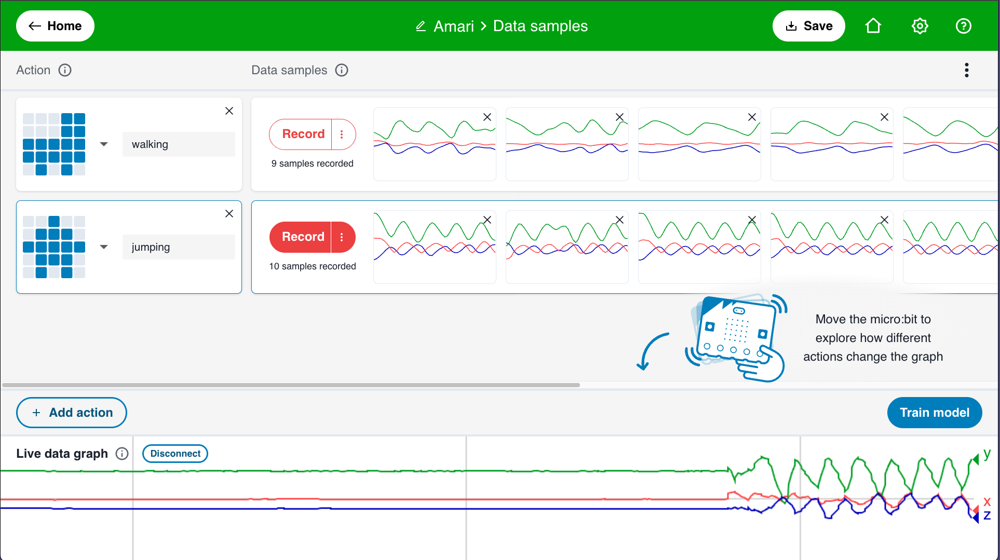 Home
Amari > Data samples
Save
Action
Data samples
walking
Record
9 samples recorded
jumping
Record
10 samples recorded
Move the micro:bit to
explore how different
actions change the graph
+ Add action
Train model
Live data graph
Disconnect
y
x
z